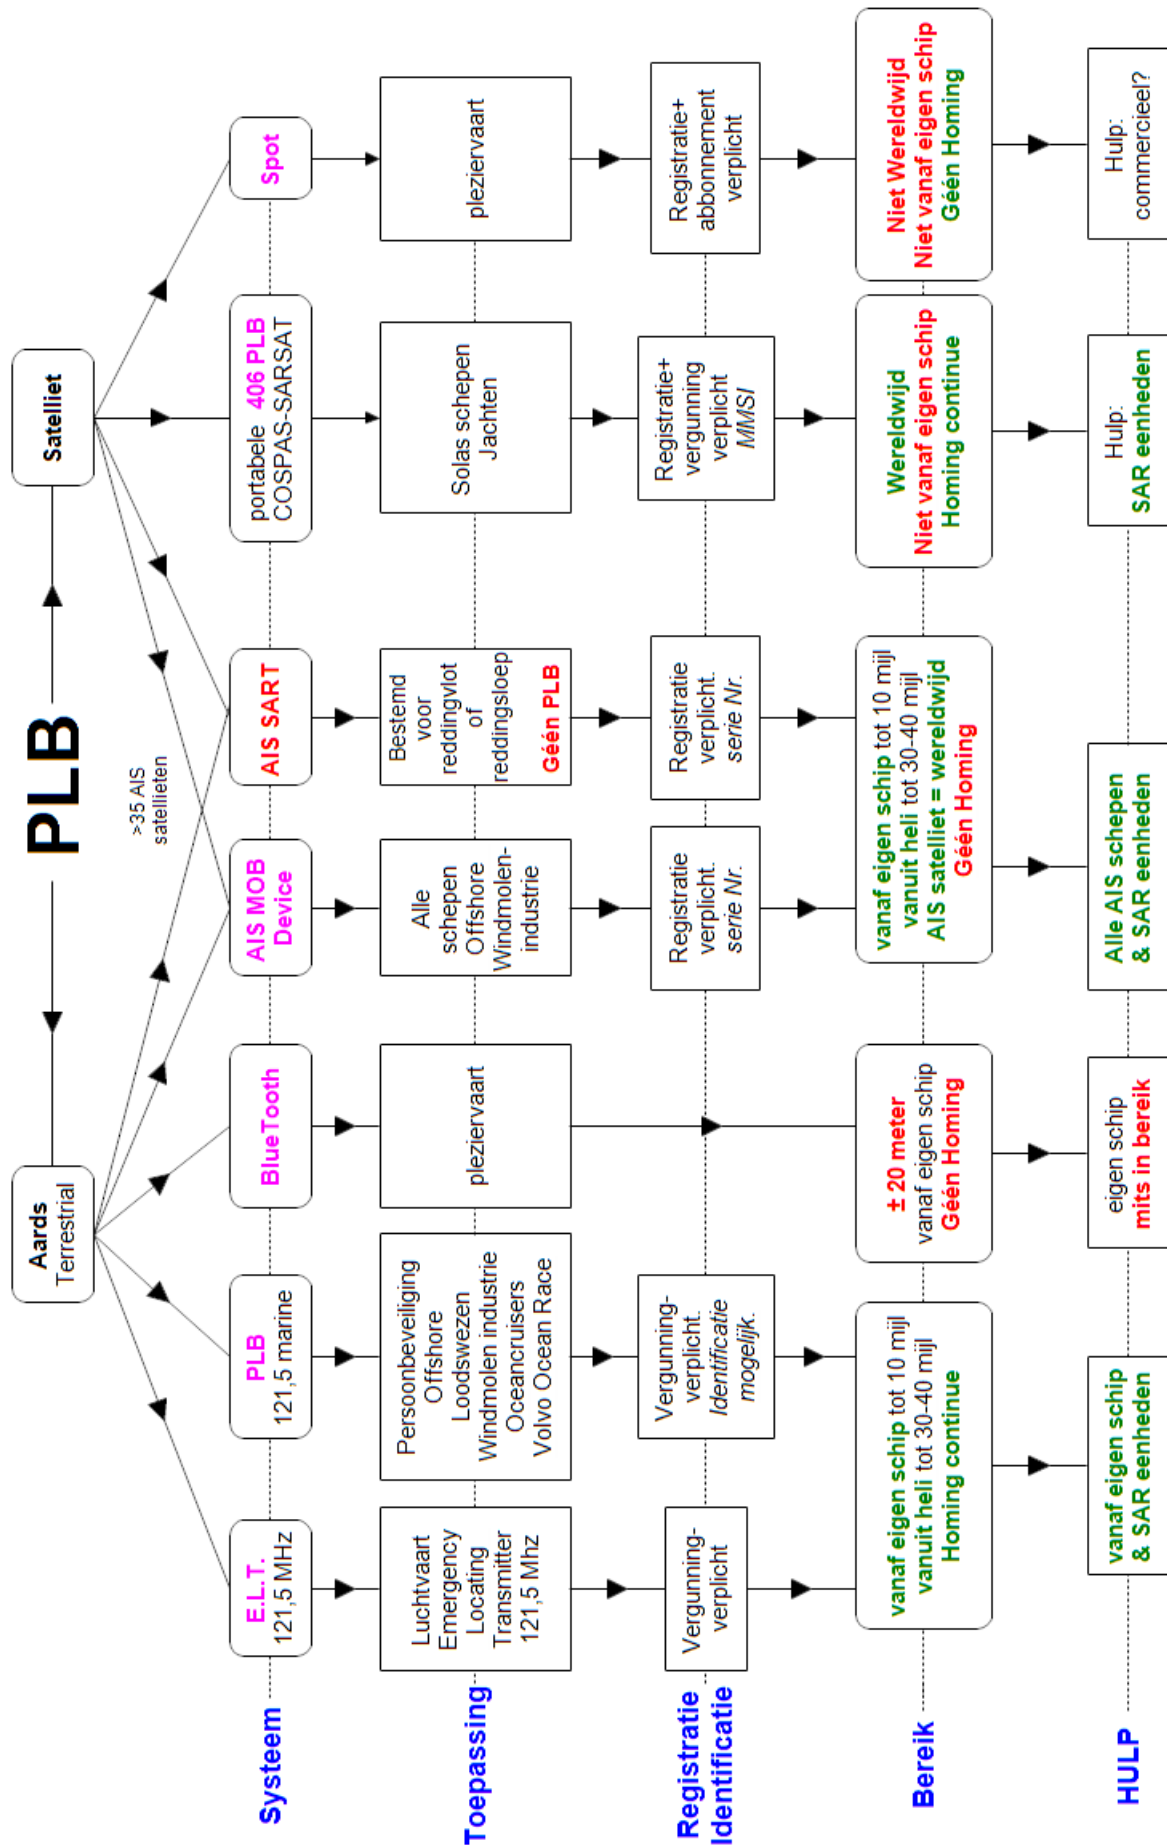 PLB
Aards
Terrestrial
Satelliet
>35 AIS
satellieten
Systeem
E.L.T.
121,5 MHz
PLB
121,5 marine
BlueTooth
AIS MOB
Device
AIS SART
portabele 406 PLB
COSPAS-SARSAT
Spot
Toepassing
Luchtvaart
Emergency
Locating
Transmitter
121,5 Mhz
Persoonbeveiliging
Offshore
Loodswezen
Windmolen industrie
Oceancruisers
Volvo Ocean Race
pleziervaart
Alle
schepen
Offshore
Windmolen-
industrie
Bestemd
voor
reddingvlot
of
reddingsloep
Géén PLB
Solas schepen
Jachten
pleziervaart
Registratie
Identificatie
Vergunning-
verplicht
Vergunning-
verplicht.
Identificatie
mogelijk.
Registratie
verplicht.
serie Nr.
Registratie
verplicht.
serie Nr.
Registratie+
vergunning
verplicht
MMSI
Registratie+
abbonnement
verplicht
Bereik
vanaf eigen schip tot 10 mijl
vanuit heli tot 30-40 mijl
Homing continue
± 20 meter
vanaf eigen schip
Géén Homing
vanaf eigen schip tot 10 mijl
vanuit heli tot 30-40 mijl
AIS satelliet = wereldwijd
Géén Homing
Wereldwijd
Niet vanaf eigen schip
Homing continue
Niet Wereldwijd
Niet vanaf eigen schip
Géén Homing
HULP
vanaf eigen schip
& SAR eenheden
eigen schip
mits in bereik
Alle AIS schepen
& SAR eenheden
Hulp:
SAR eenheden
Hulp:
commercieel?